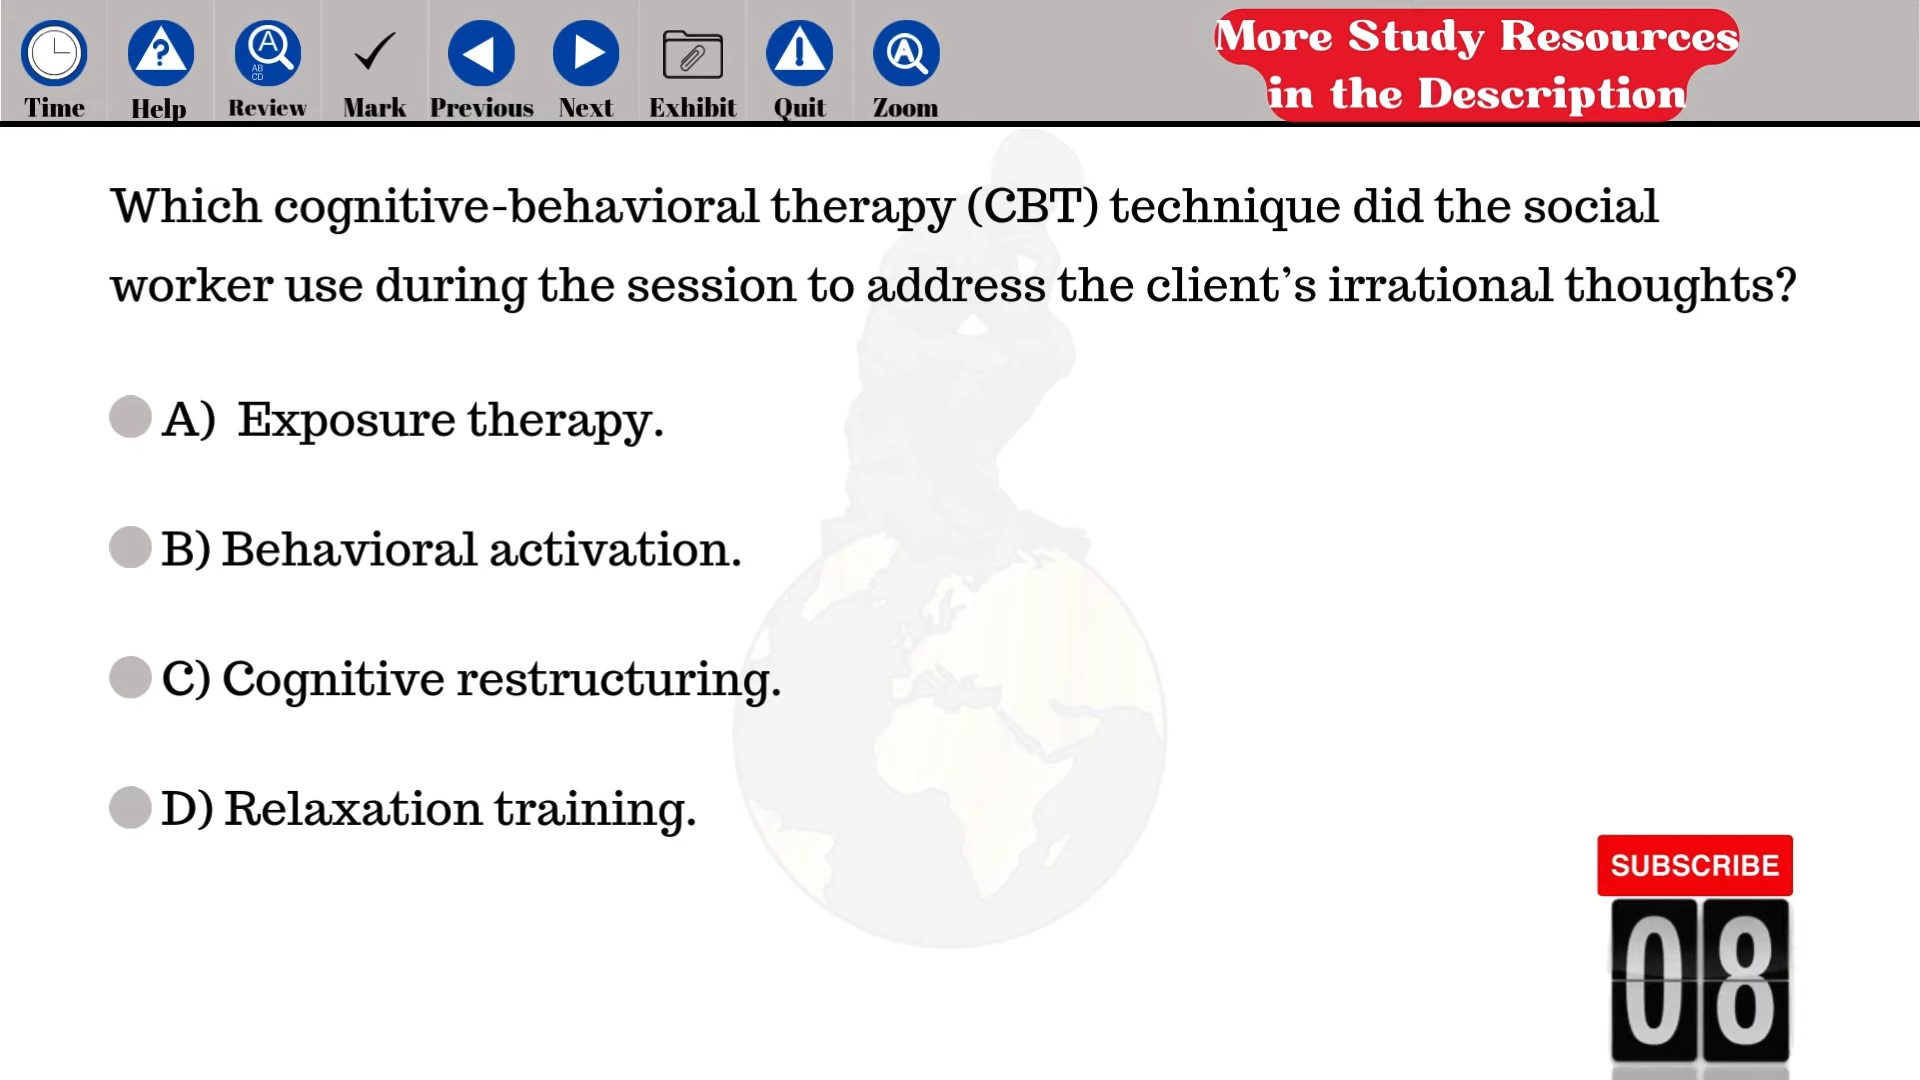 Time
Help
A
AB
CD
Review
Mark
Previous
Next
Exhibit
Quit
A
Zoom
More Study Resources
in the Description
Which cognitive-behavioral therapy (CBT) technique did the social
worker use during the session to address the client’s irrational thoughts?
A) Exposure therapy.
B) Behavioral activation.
C) Cognitive restructuring.
D) Relaxation training.
SUBSCRIBE
08